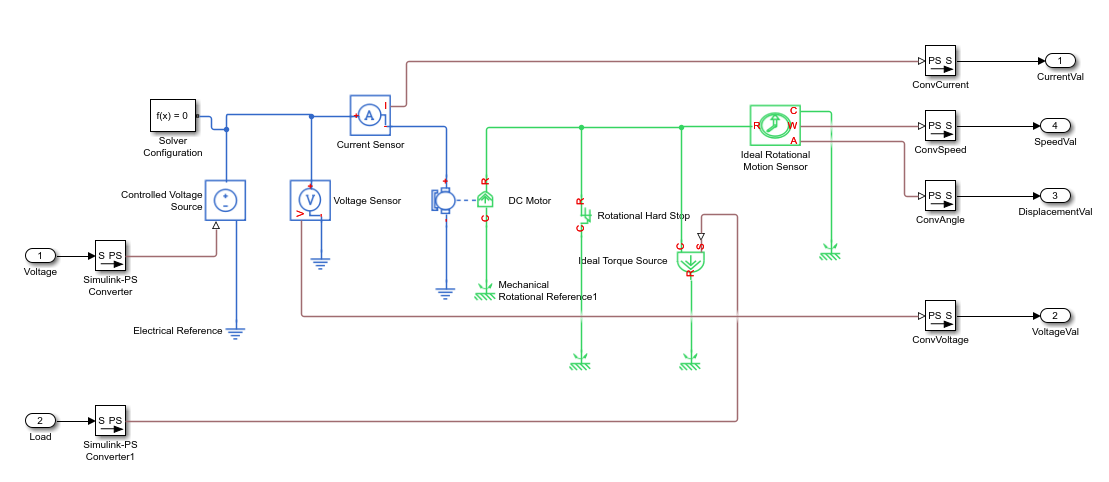 PS S
ConvCurrent
1
CurrentVal
f(x) = 0
Solver
Configuration
A
I
Current Sensor
R
C
W
A
Ideal Rotational
Motion Sensor
PS S
ConvSpeed
4
SpeedVal
Controlled Voltage
Source
V
V
Voltage Sensor
R
C
DC Motor
R
C
Rotational Hard Stop
PS S
ConvAngle
3
DisplacementVal
1
Voltage
S PS
Simulink-PS
Converter
C
S
R
Ideal Torque Source
Mechanical
Rotational Reference1
Electrical Reference
PS S
ConvVoltage
2
VoltageVal
2
Load
S PS
Simulink-PS
Converter1